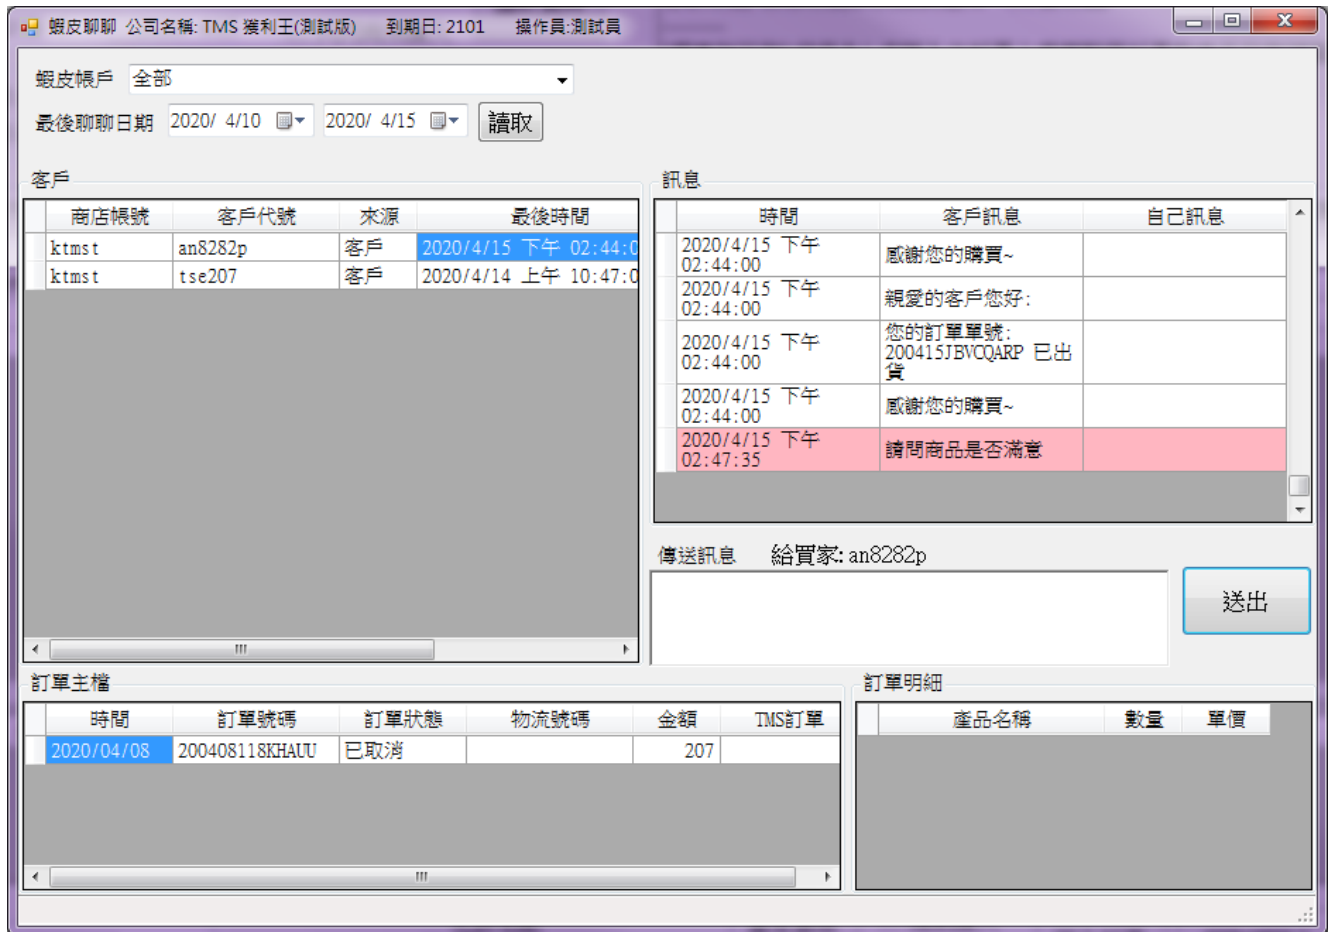 蝦皮聊聊 公司名稱: TMS 獲利王(測試版) 到期日: 2101 操作員:測試員
蝦皮帳戶 全部
最後聊聊日期 2020/ 4/10 2020/ 4/15 讀取
客戶
商店帳號 客戶代號 來源 最後時間
ktmst an8282p 客戶 2020/4/15 下午 02:44:0
ktmst tse207 客戶 2020/4/14 上午 10:47:0
訊息
時間 客戶訊息 自己訊息
2020/4/15 下午
02:44:00
感謝您的購買~
2020/4/15 下午
02:44:00
親愛的客戶您好:
2020/4/15 下午
02:44:00
您的訂單單號:
200415JBVCQARP 已出
貨
2020/4/15 下午
02:44:00
感謝您的購買~
2020/4/15 下午
02:47:35
請問商品是否滿意
傳送訊息 給買家: an8282p
送出
訂單主檔
時間 訂單號碼 訂單狀態 物流號碼 金額 TMS訂單
2020/04/08 200408118KHAUU 已取消 207
訂單明細
產品名稱 數量 單價